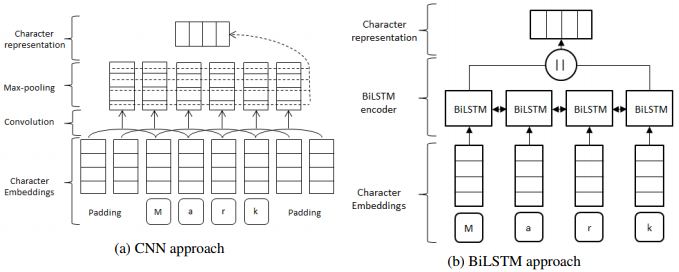 Character
representation
Max-pooling
Convolution
Character
Embeddings
Padding
M
a
r
k
Padding
(a) CNN approach
Character
representation
||
BiLSTM
encoder
BiLSTM
BiLSTM
BiLSTM
BiLSTM
Character
Embeddings
M
a
r
k
(b) BiLSTM approach